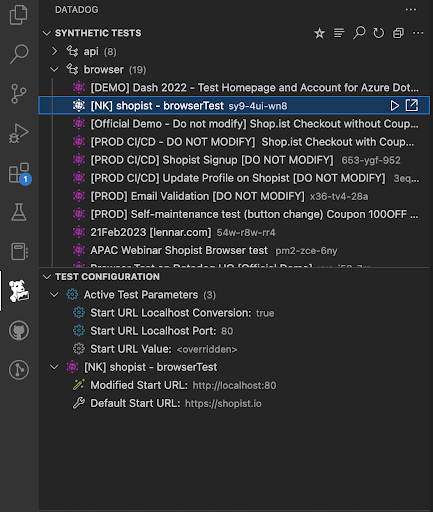 DATADOG
SYNTHETIC TESTS
api (8)
browser (19)
[DEMO] Dash 2022 - Test Homepage and Account for Azure Dot...
[NK] shopist - browserTest sy9-4ui-wn8
[Official Demo - Do not modify] Shop.ist Checkout without Coup...
[PROD CI/CD - DO NOT MODIFY] Shop.ist Checkout with Coup...
[PROD CI/CD] Shopist Signup [DO NOT MODIFY] 653-ygf-952
[PROD CI/CD] Update Profile on Shopist [DO NOT MODIFY] 3eq...
[PROD] Email Validation [DO NOT MODIFY] x36-tv4-28a
[PROD] Self-maintenance test (button change) Coupon 100OFF ...
21Feb2023 [lennar.com] 54w-r8w-rr4
APAC Webinar Shopist Browser test pm2-zce-6ny
Browser Test on Datadog HQ [Official Demo]
1
TEST CONFIGURATION
Active Test Parameters (3)
Start URL Localhost Conversion: true
Start URL Localhost Port: 80
Start URL Value: <overridden>
[NK] shopist - browserTest
Modified Start URL: http://localhost:80
Default Start URL: https://shopist.io